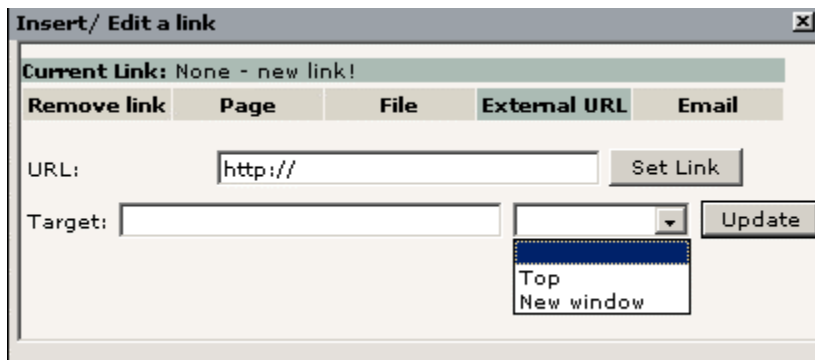 Insert/ Edit a link
Current Link: None - new link!
Remove link Page File External URL Email
URL: http:// Set Link
Target: Update
Top
New window